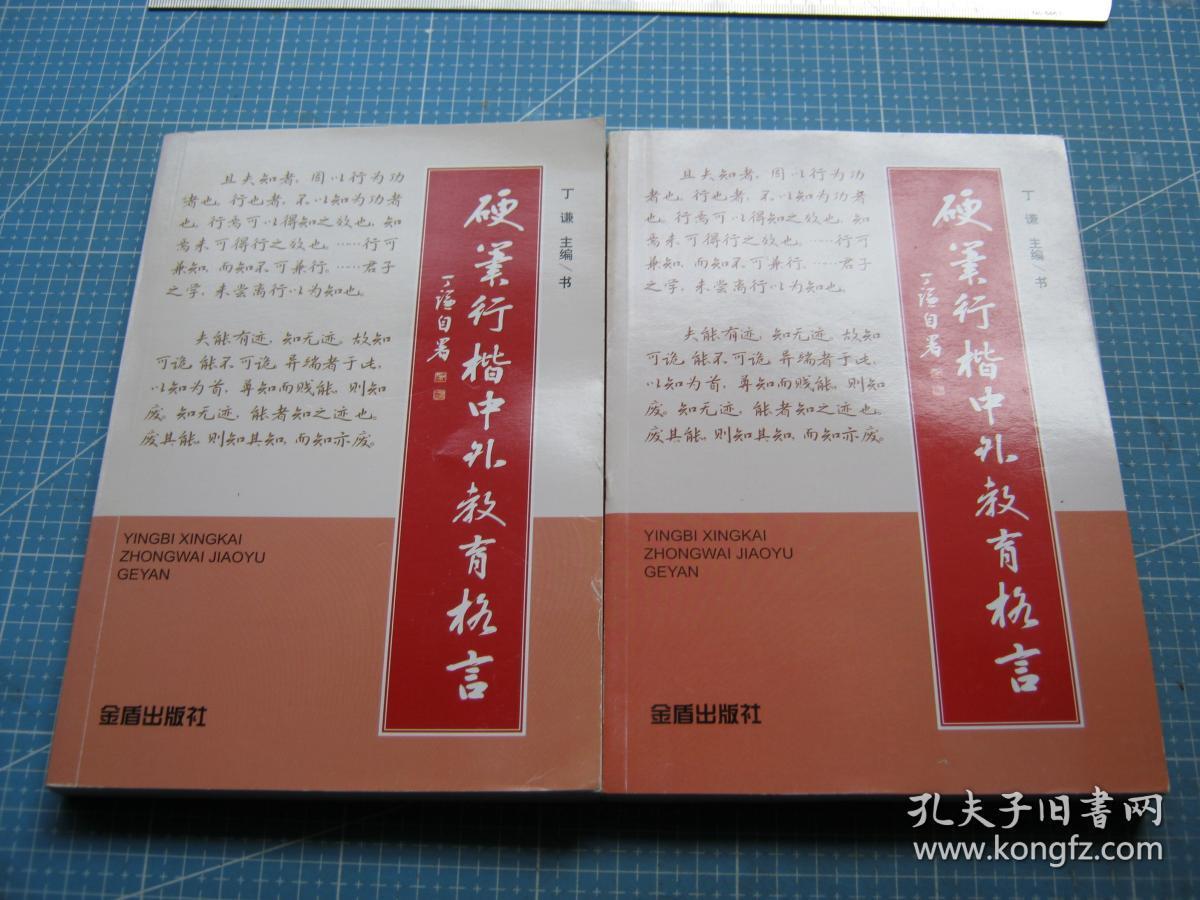 且夫知者,固以行为功
者也。行也者,不以知为功者
也。行焉可以得知之效也,知
焉未可得行之效也。……行可
兼知,而知不可兼行。……君子
之学,未尝离行以为知也。
夫能有迹,知无迹,故知
可诡,能不可诡。异端者于此,
以知为首,尊知而贱能,则知
废。知无迹,能者知之迹也。
废其能,则知其知,而知亦废。
丁谦 主编/书
硬筆行楷中外教育格言
丁谦自署
YINGBI XINGKAI
ZHONGWAI JIAOYU
GEYAN
金盾出版社
且夫知者,固以行为功
者也。行也者,不以知为功者
也。行焉可以得知之效也,知
焉未可得行之效也。……行可
兼知,而知不可兼行。……君子
之学,未尝离行以为知也。
夫能有迹,知无迹,故知
可诡,能不可诡。异端者于此,
以知为首,尊知而贱能,则知
废。知无迹,能者知之迹也。
废其能,则知其知,而知亦废。
丁谦 主编/书
硬筆行楷中外教育格言
丁谦自署
YINGBI XINGKAI
ZHONGWAI JIAOYU
GEYAN
金盾出版社
孔夫子旧书网
www.kongfz.com